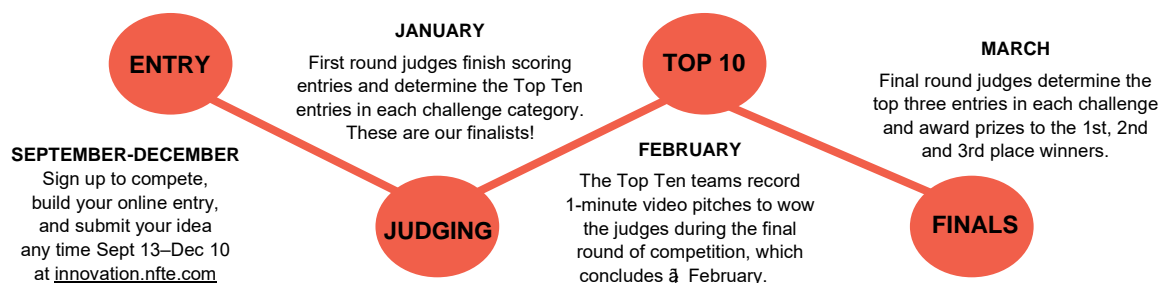 ENTRY
SEPTEMBER-DECEMBER
Sign up to compete,
build your online entry,
and submit your idea
any time Sept 13–Dec 10
at innovation.nfte.com
JANUARY
First round judges finish scoring
entries and determine the Top Ten
entries in each challenge category.
These are our finalists!
JUDGING
TOP 10
FEBRUARY
The Top Ten teams record
1-minute video pitches to wow
the judges during the final
round of competition, which
concludes February.
MARCH
Final round judges determine the
top three entries in each challenge
and award prizes to the 1st, 2nd
and 3rd place winners.
FINALS